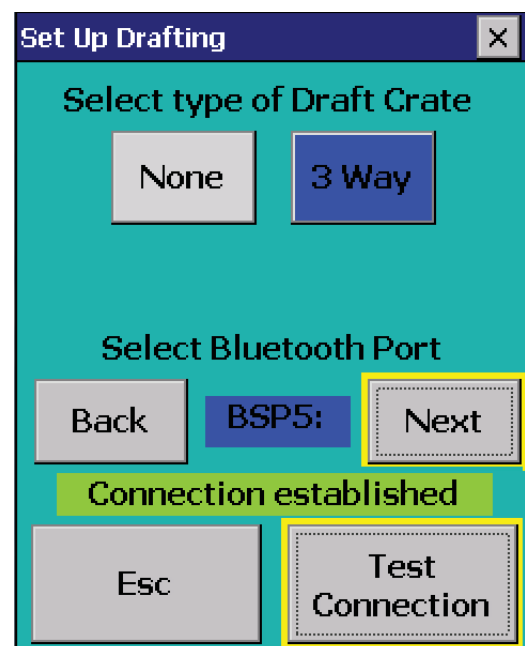 Set Up Drafting
Select type of Draft Crate
None 3 Way
Select Bluetooth Port
Back BSP5: Next
Connection established
Esc Test
Connection